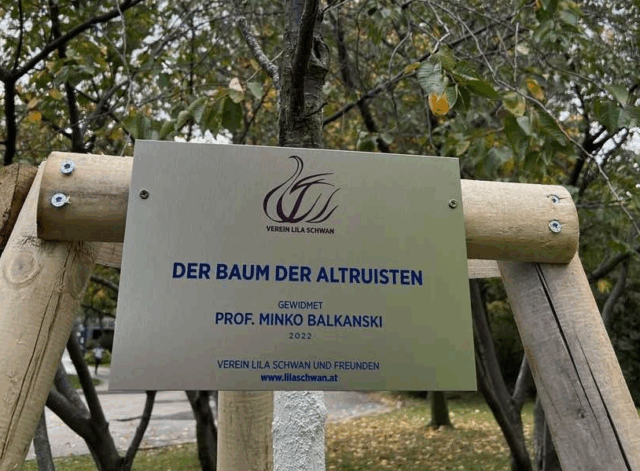 VEREIN LILA SCHWAN
DER BAUM DER ALTRUISTEN
GEWIDMET
PROF. MINKO BALKANSKI
2022
VEREIN LILA SCHWAN UND FREUNDEN
www.lilaschwan.at